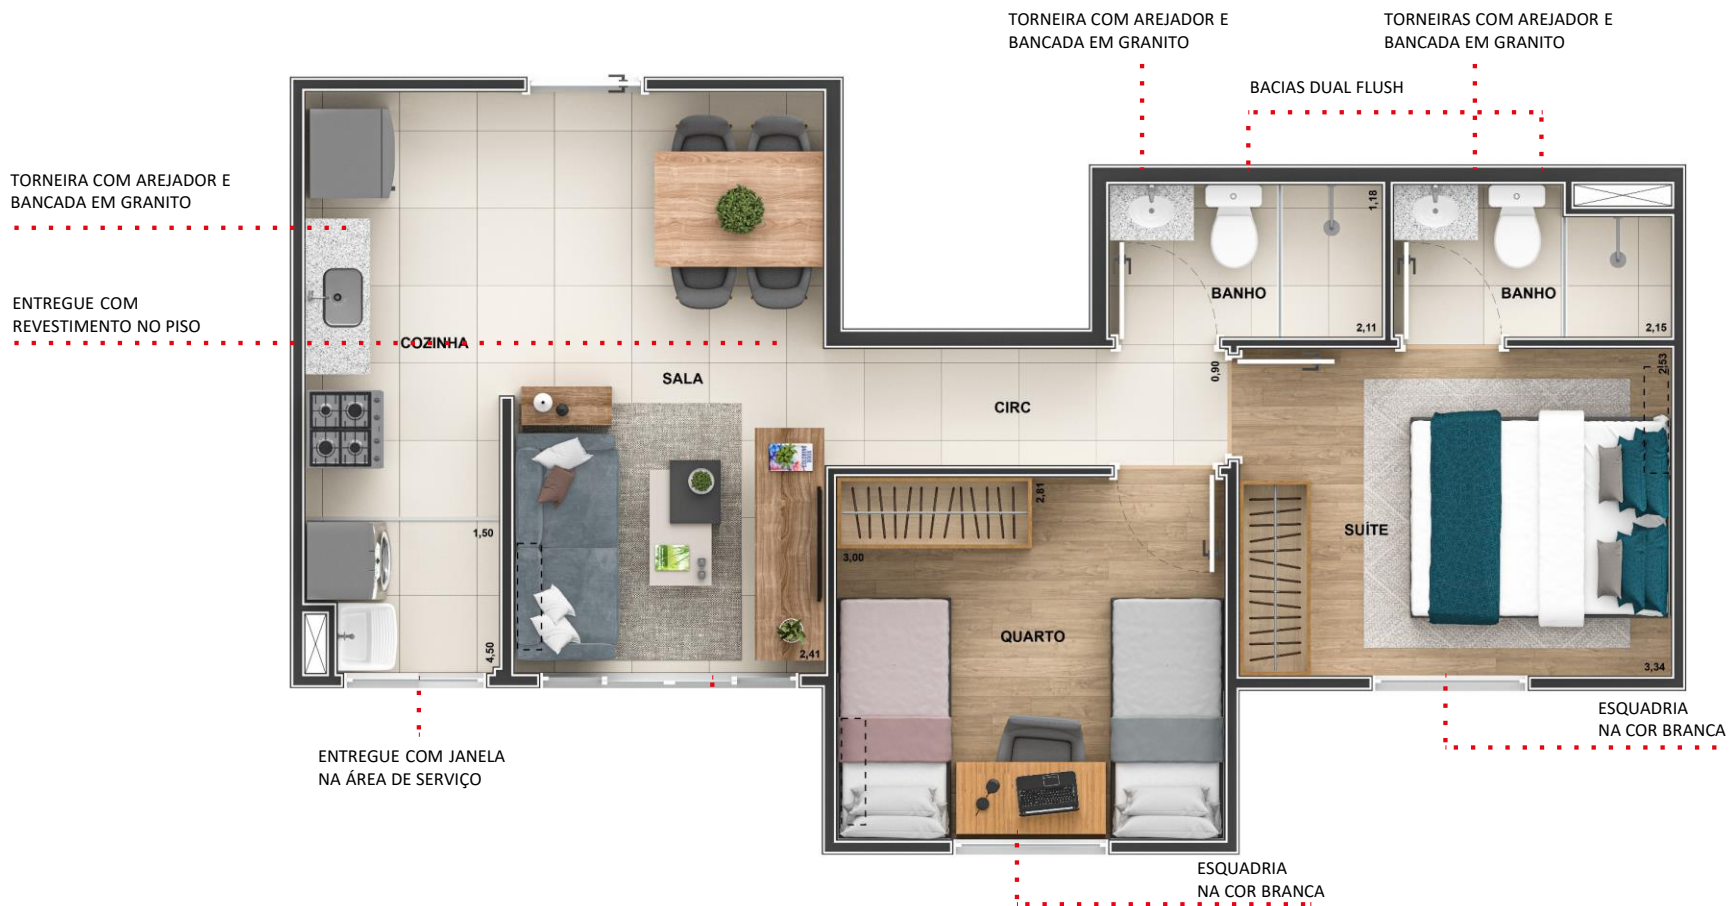 TORNEIRA COM AREJADOR E
BANCADA EM GRANITO
TORNEIRAS COM AREJADOR E
BANCADA EM GRANITO
BACIAS DUAL FLUSH
TORNEIRA COM AREJADOR E
BANCADA EM GRANITO
ENTREGUE COM
REVESTIMENTO NO PISO
COZINHA
SALA
CIRC
BANHO
BANHO
1,18
2,11
2,15
0,90
2,53
2,81
3,00
1,50
4,50
2,41
QUARTO
SUÍTE
3,34
ENTREGUE COM JANELA
NA ÁREA DE SERVIÇO
ESQUADRIA
NA COR BRANCA
ESQUADRIA
NA COR BRANCA